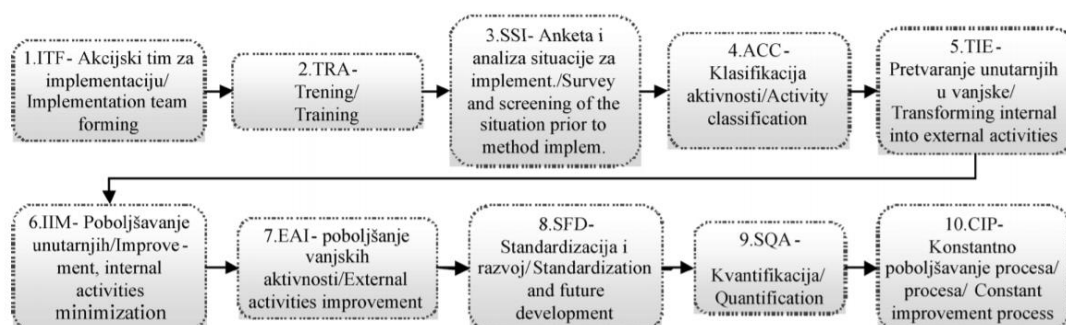 1.ITF- Akcijski tim za
implementaciju/
Implementation team
forming
2.TRA-
Trening/
Training
3.SSI- Anketa i
analiza situacije za
implement./Survey
and screening of the
situation prior to
method implem.
4.ACC-
Klasifikacija
aktivnosti/Activity
classification
5.TIE-
Pretvaranje unutarnjih
u vanjske/
Transforming internal
into external activities
6.IIM- Poboljšavanje
unutarnjih/Improve-
ment, internal
activities
minimization
7.EAI- poboljšanje
vanjskih
aktivnosti/External
activities improvement
8.SFD-
Standardizacija i
razvoj/ Standardization
and future
development
9.SQA -
Kvantifikacija/
Quantification
10.CIP-
Konstantno
poboljšavanje procesa/
procesa/ Constant
improvement process